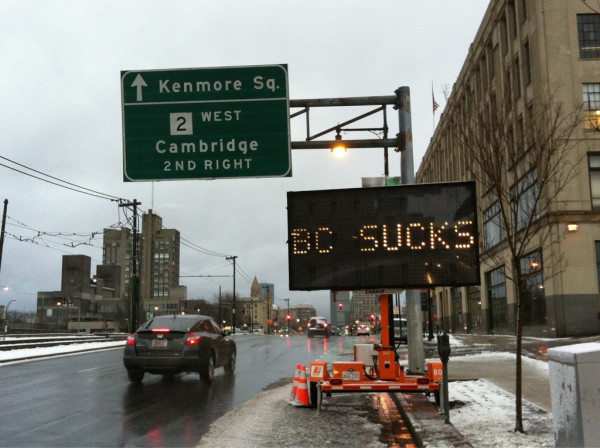 Kenmore Sq.
2 WEST
Cambridge
2ND RIGHT
BC SUCKS